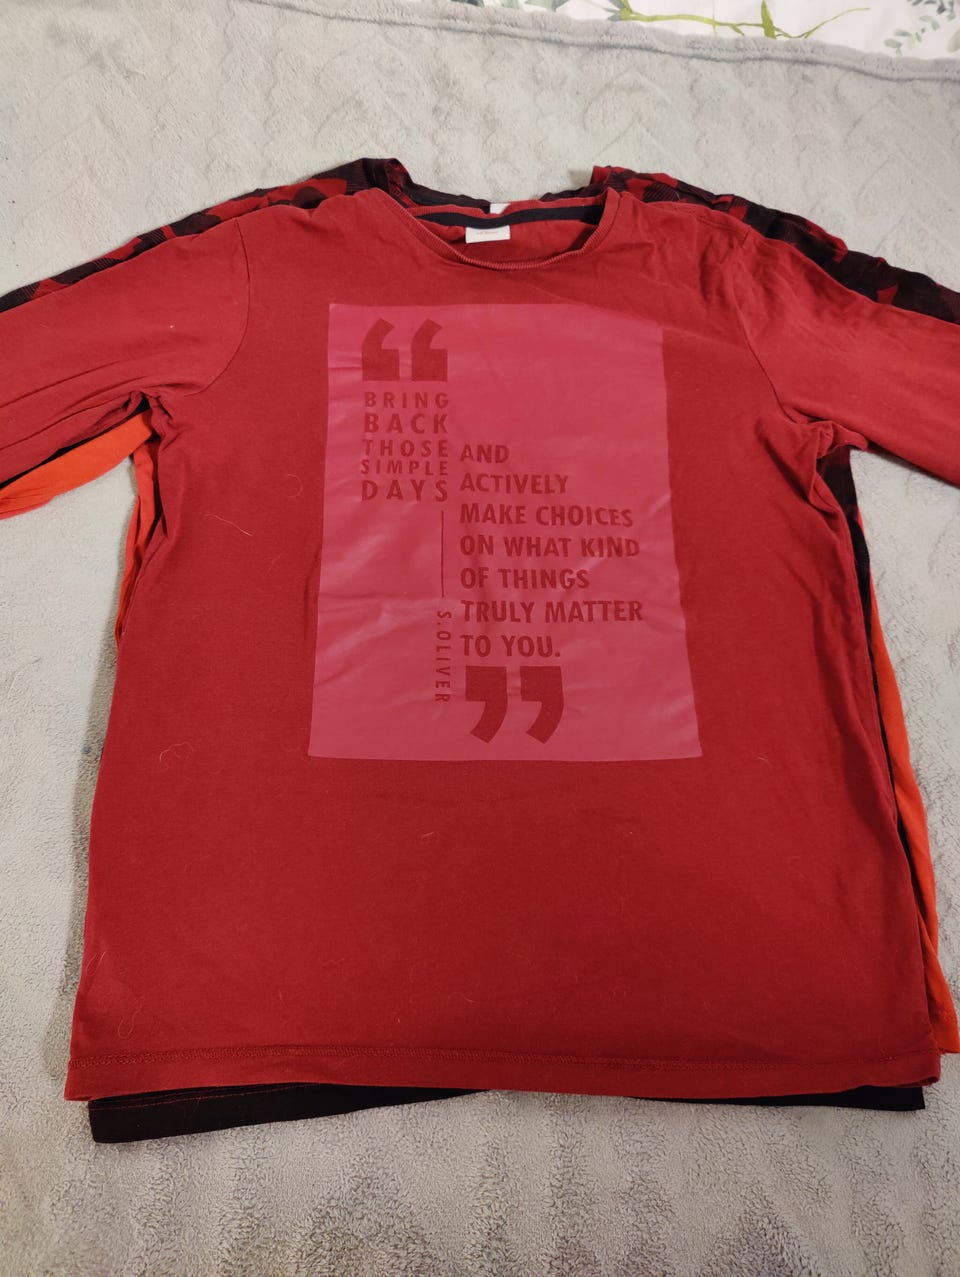 “
BRING
BACK
THOSE
SIMPLE
DAYS
AND
ACTIVELY
MAKE CHOICES
ON WHAT KIND
OF THINGS
TRULY MATTER
TO YOU.
”
S.OLIVER